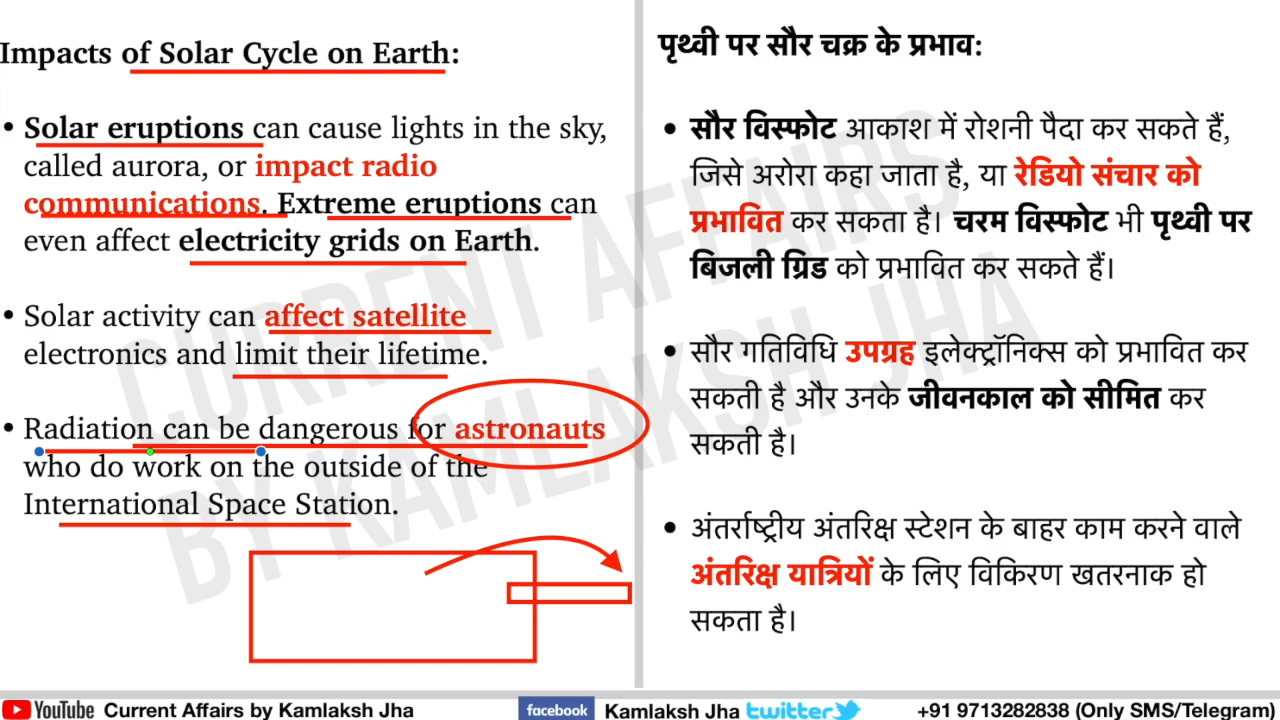 Impacts of Solar Cycle on Earth:
• Solar eruptions can cause lights in the sky,
called aurora, or impact radio
communications. Extreme eruptions can
even affect electricity grids on Earth.
• Solar activity can affect satellite
electronics and limit their lifetime.
• Radiation can be dangerous for astronauts
who do work on the outside of the
International Space Station.
पृथ्वी पर सौर चक्र के प्रभाव:
• सौर विस्फोट आकाश में रोशनी पैदा कर सकते हैं,
जिसे अरोरा कहा जाता है, या रेडियो संचार को
प्रभावित कर सकता है। चरम विस्फोट भी पृथ्वी पर
बिजली ग्रिड को प्रभावित कर सकते हैं।
• सौर गतिविधि उपग्रह इलेक्ट्रॉनिक्स को प्रभावित कर
सकती है और उनके जीवनकाल को सीमित कर
सकती है।
• अंतर्राष्ट्रीय अंतरिक्ष स्टेशन के बाहर काम करने वाले
अंतरिक्ष यात्रियों के लिए विकिरण खतरनाक हो
सकता है।
CURRENT AFFAIRS
BY KAMLAKSH JHA
YouTube Current Affairs by Kamlaksh Jha facebook Kamlaksh Jha twitter +91 9713282838 (Only SMS/Telegram)